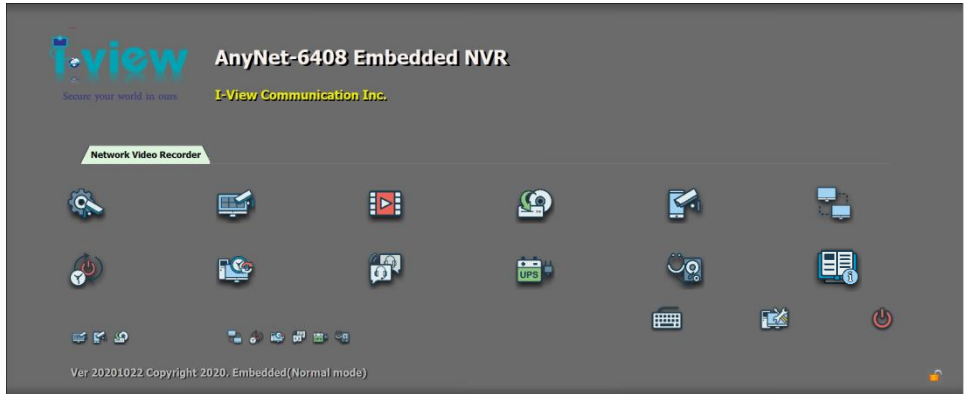 i-view
AnyNet-6408 Embedded NVR
Secure your world in ours
I-View Communication Inc.
Network Video Recorder
UPS
Ver 20201022 Copyright 2020. Embedded(Normal mode)